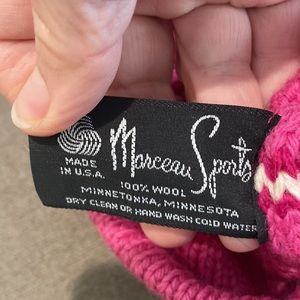 Marceau Sports
MADE
IN U.S.A.
100% WOOL
MINNETONKA, MINNESOTA
DRY CLEAN OR HAND WASH COLD WATER